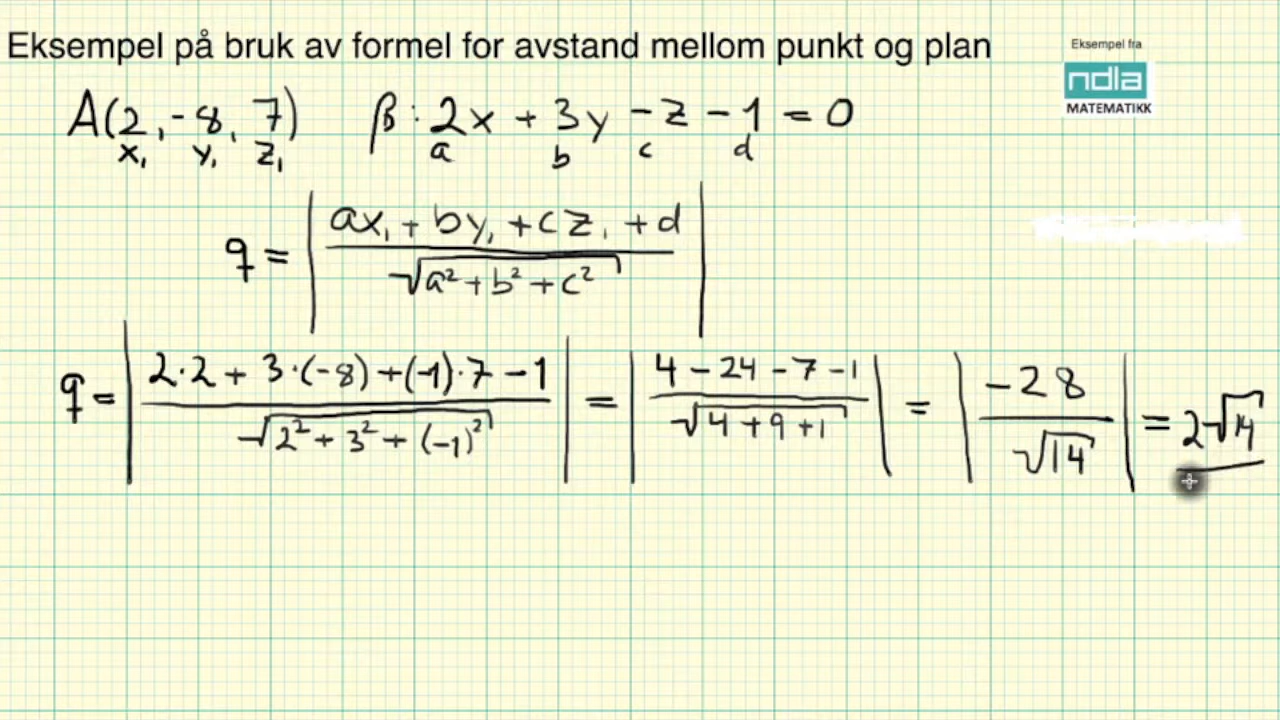 Eksempel på bruk av formel for avstand mellom punkt og plan
Eksempel fra
ndla
MATEMATIKK
A(2, -8, 7) β: 2x + 3y - z - 1 = 0
x₁ y₁ z₁ a b c d
q = | (ax₁ + by₁ + cz₁ + d) / √(a² + b² + c²) |
q = | (2·2 + 3·(-8) + (-1)·7 - 1) / √(2² + 3² + (-1)²) | = | (4 - 24 - 7 - 1) / √(4 + 9 + 1) | = | -28 / √14 | = 2√14